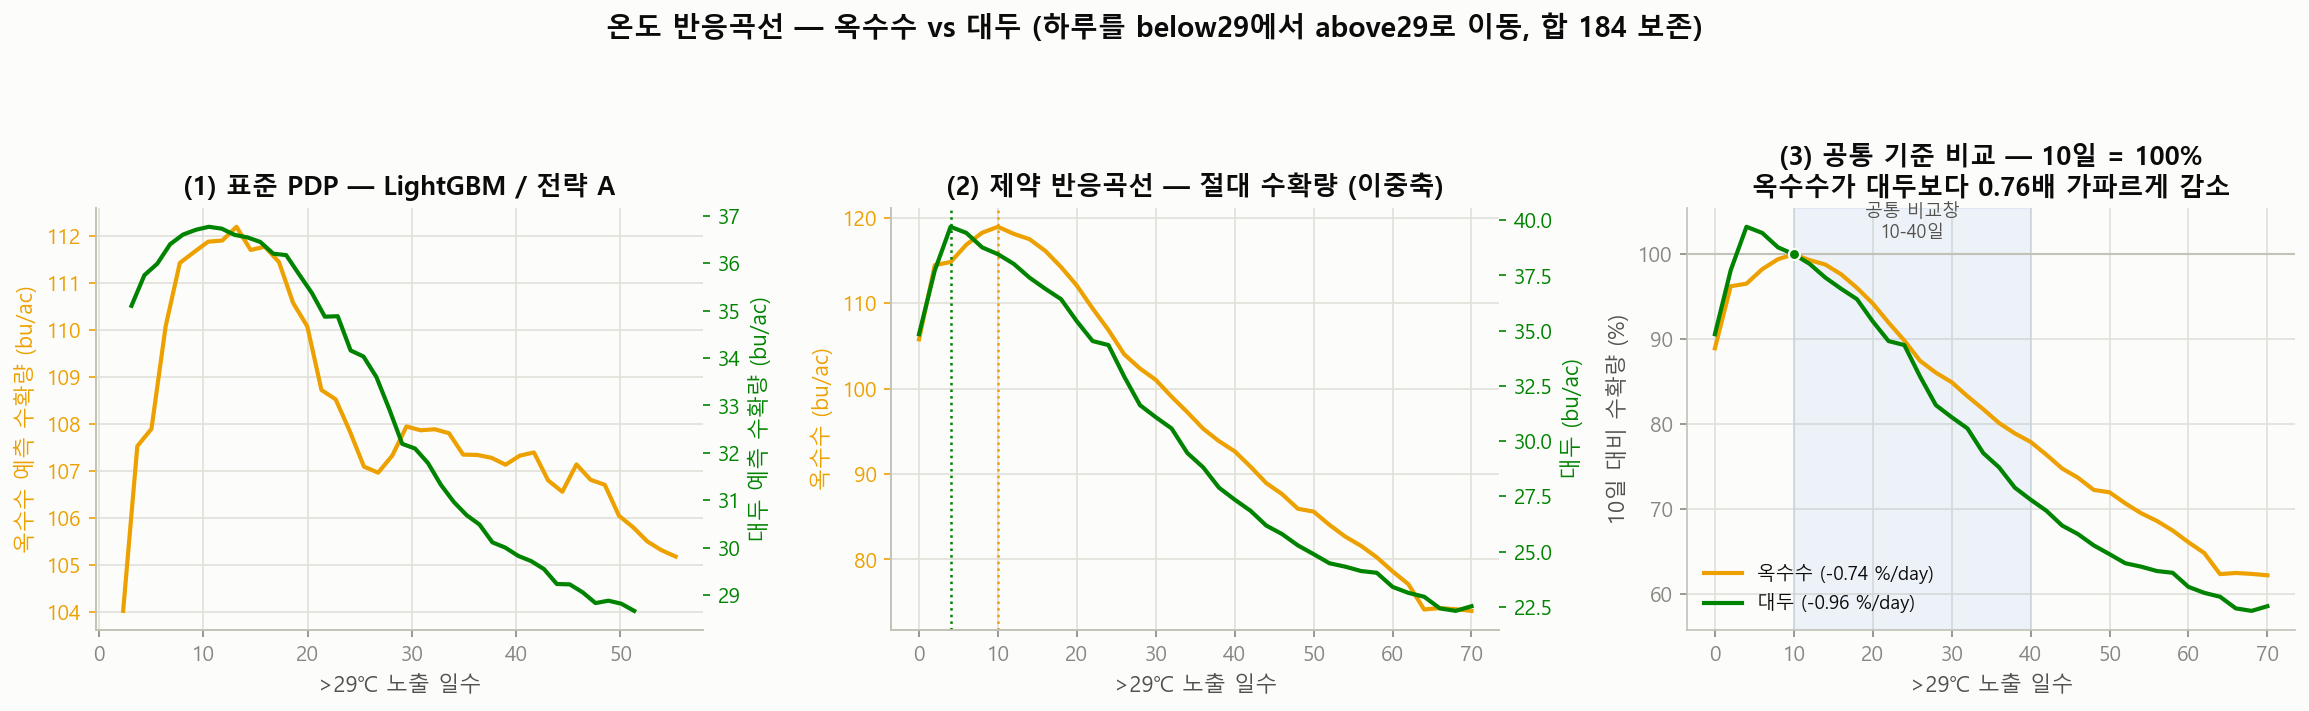 온도 반응곡선 — 옥수수 vs 대두 (하루를 below29에서 above29로 이동, 합 184 보존)
(1) 표준 PDP — LightGBM / 전략 A
옥수수 예측 수확량 (bu/ac)
112
111
110
109
108
107
106
105
104
37
36
35
34
33
32
31
30
29
대두 예측 수확량 (bu/ac)
0 10 20 30 40 50
>29℃ 노출 일수
(2) 제약 반응곡선 — 절대 수확량 (이중축)
옥수수 (bu/ac)
120
110
100
90
80
40.0
37.5
35.0
32.5
30.0
27.5
25.0
22.5
대두 (bu/ac)
0 10 20 30 40 50 60 70
>29℃ 노출 일수
(3) 공통 기준 비교 — 10일 = 100%
옥수수가 대두보다 0.76배 가파르게 감소
공통 비교창
10-40일
10일 대비 수확량 (%)
100
90
80
70
60
옥수수 (-0.74 %/day)
대두 (-0.96 %/day)
0 10 20 30 40 50 60 70
>29℃ 노출 일수